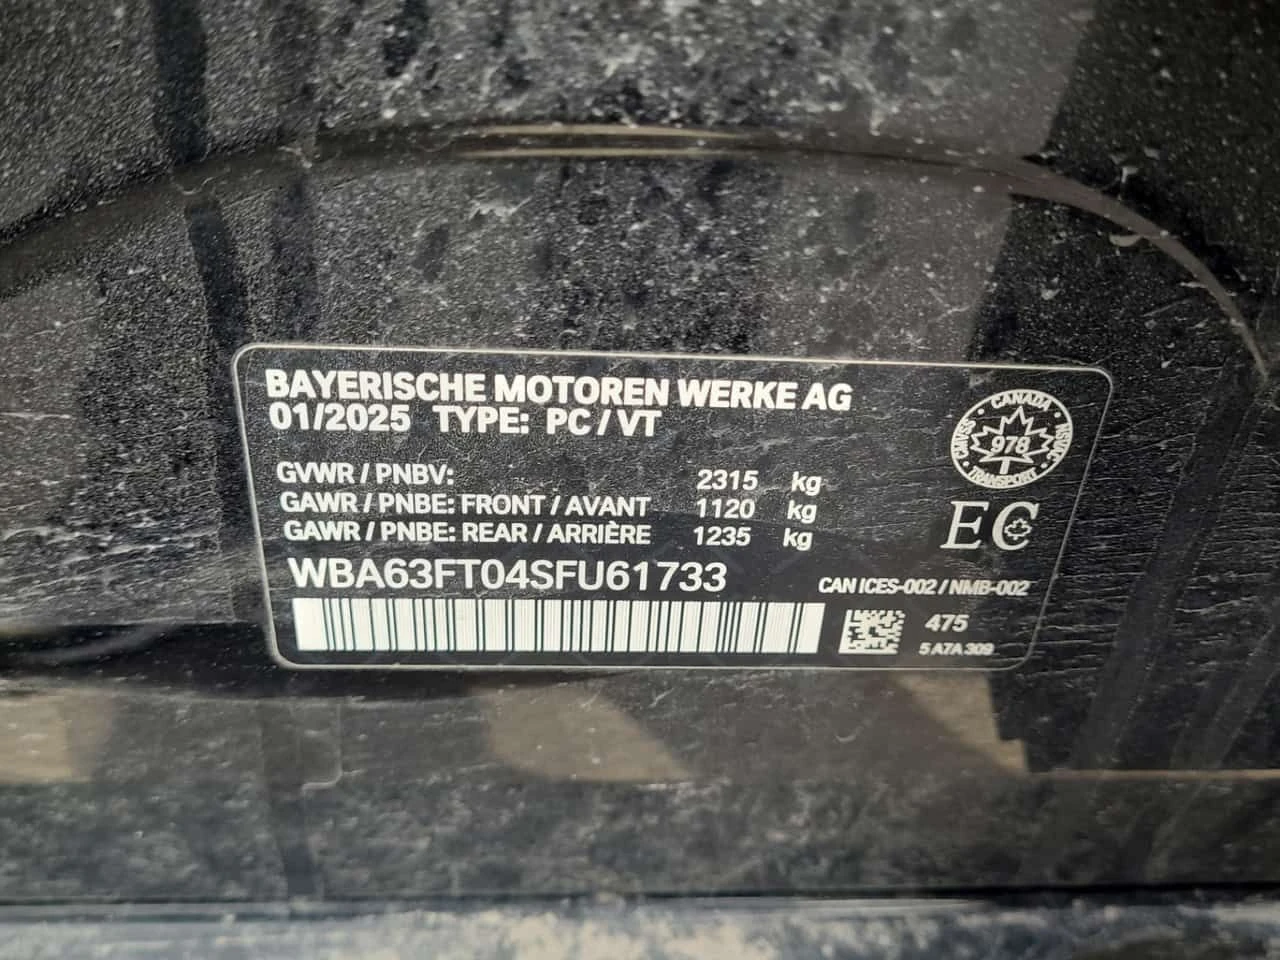 BAYERISCHE MOTOREN WERKE AG
01/2025 TYPE: PC / VT
CANADA
CMVSS
NSVAC
978
TRANSPORT
GVWR / PNBV: 2315 kg
GAWR / PNBE: FRONT / AVANT 1120 kg
GAWR / PNBE: REAR / ARRIÈRE 1235 kg
EC
WBA63FT04SFU61733
CAN ICES-002 / NMB-002
475
5 A7A 309